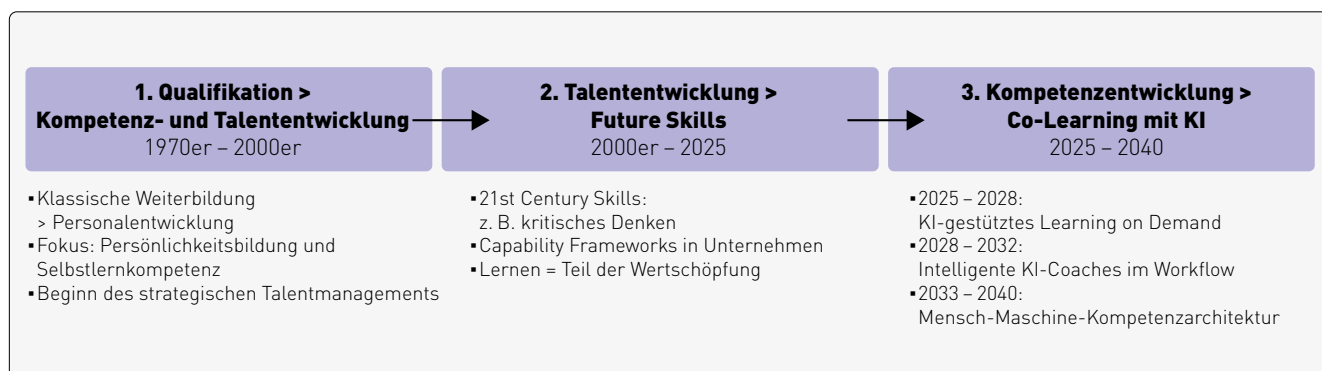 1. Qualifikation >
Kompetenz- und Talententwicklung
1970er – 2000er
▪Klassische Weiterbildung
> Personalentwicklung
▪Fokus: Persönlichkeitsbildung und
Selbstlernkompetenz
▪Beginn des strategischen Talentmanagements
2. Talententwicklung >
Future Skills
2000er – 2025
▪21st Century Skills:
z. B. kritisches Denken
▪Capability Frameworks in Unternehmen
▪Lernen = Teil der Wertschöpfung
3. Kompetenzentwicklung >
Co-Learning mit KI
2025 – 2040
▪2025 – 2028:
KI-gestütztes Learning on Demand
▪2028 – 2032:
Intelligente KI-Coaches im Workflow
▪2033 – 2040:
Mensch-Maschine-Kompetenzarchitektur